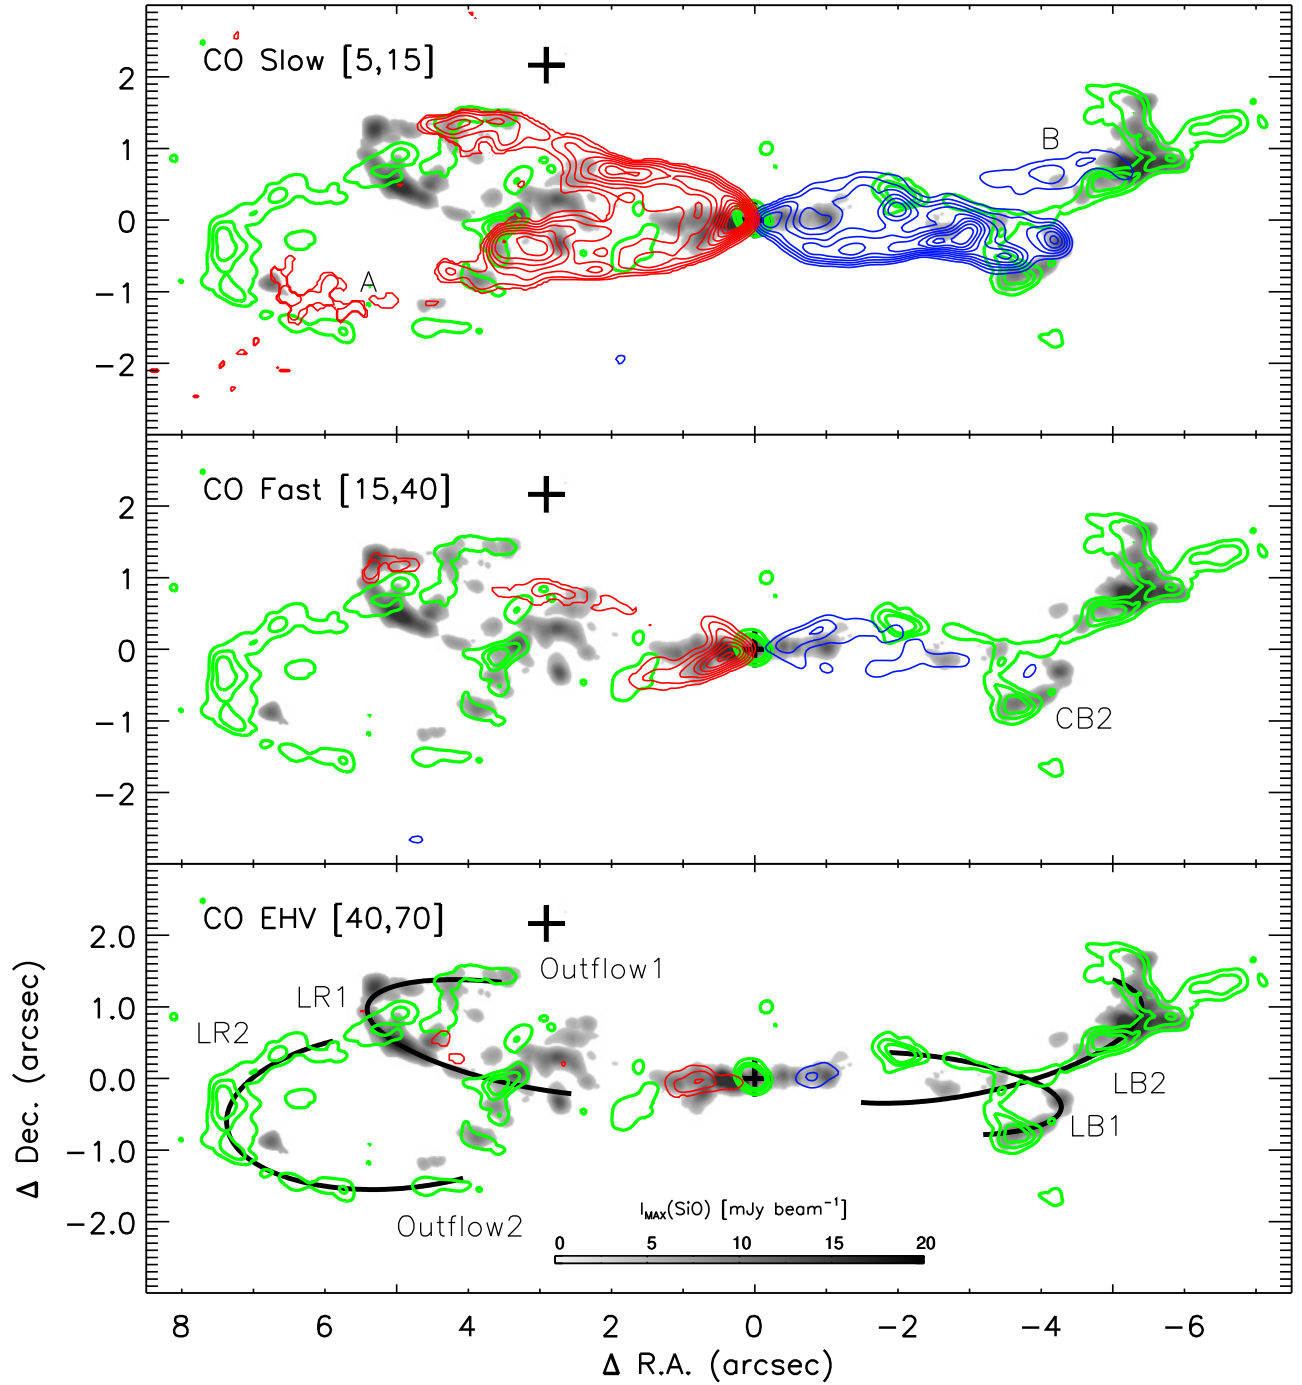 CO Slow [5,15]
B
A
2
1
0
−1
−2
CO Fast [15,40]
CB2
2
1
0
−1
−2
CO EHV [40,70]
Outflow1
LR1
LR2
LB2
LB1
Outflow2
I_MAX(SiO) [mJy beam⁻¹]
0 5 10 15 20
2.0
1.0
0.0
−1.0
−2.0
Δ Dec. (arcsec)
8 6 4 2 0 −2 −4 −6
Δ R.A. (arcsec)